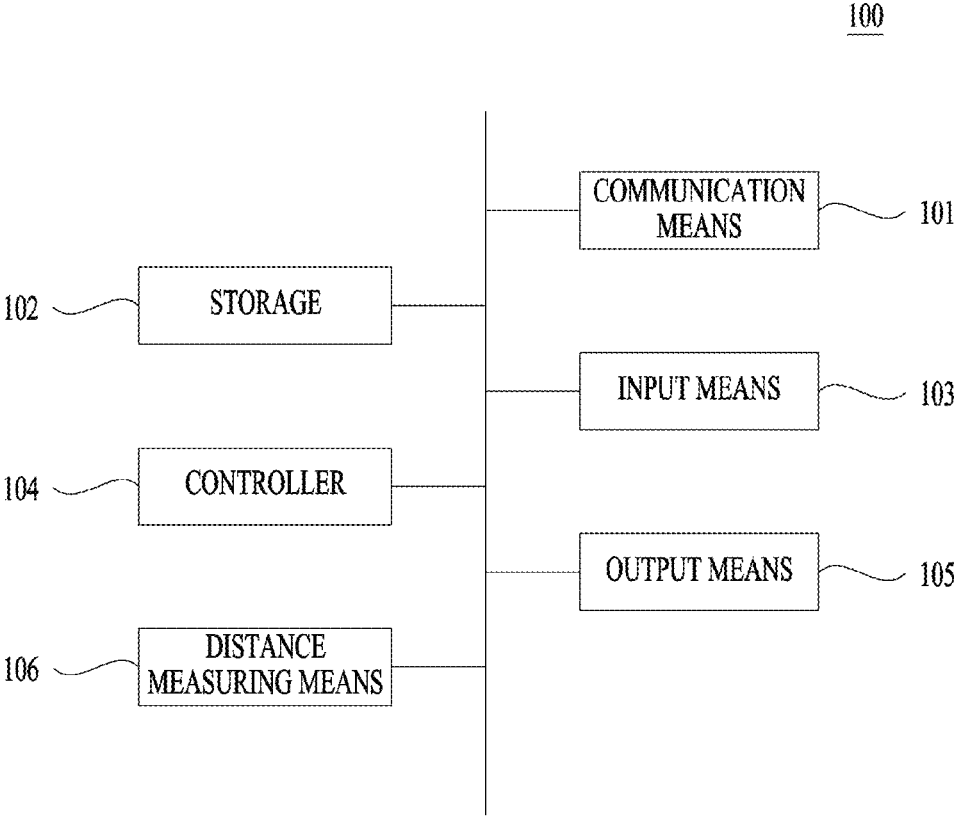 100
COMMUNICATION
MEANS
101
102
STORAGE
INPUT MEANS
103
104
CONTROLLER
OUTPUT MEANS
105
106
DISTANCE
MEASURING MEANS